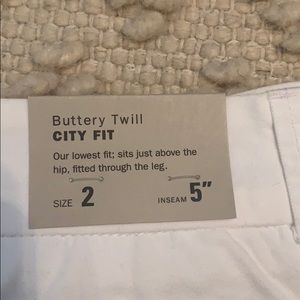 Buttery Twill
CITY FIT
Our lowest fit; sits just above the
hip, fitted through the leg.
SIZE 2 INSEAM 5”